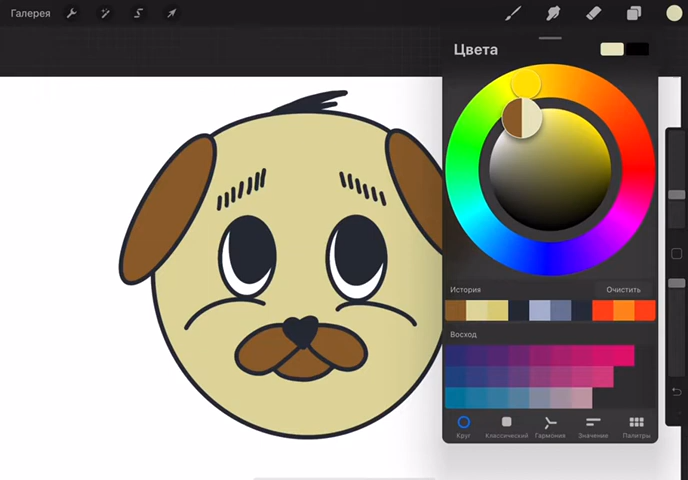 Галерея
Цвета
История
Очистить
Восход
Круг
Классический
Гармония
Значение
Палитры